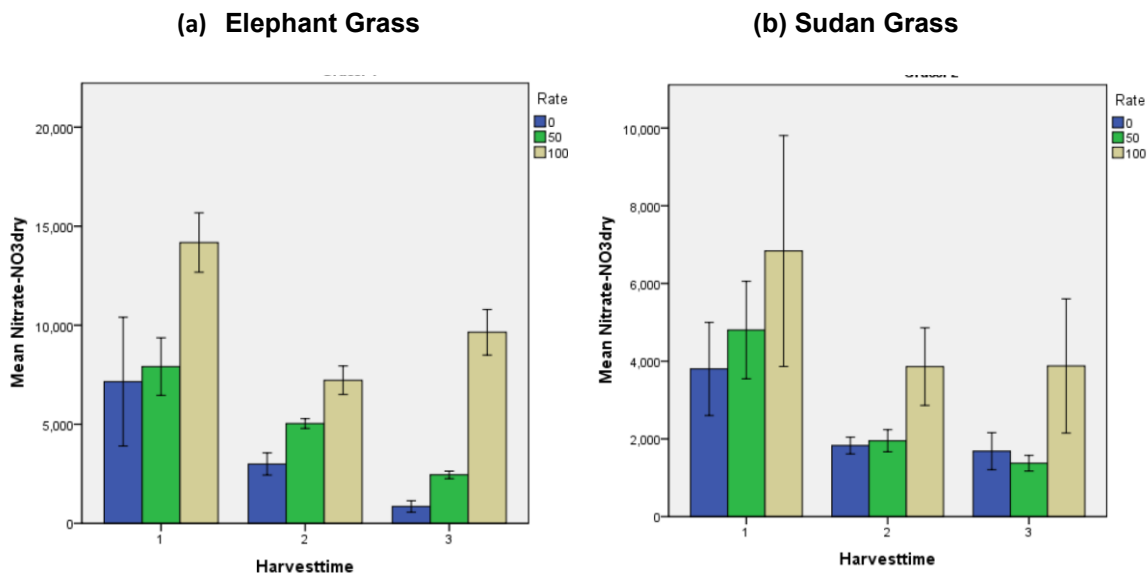 (a) Elephant Grass
(b) Sudan Grass
Rate
0
50
100
20,000
15,000
10,000
5,000
0
Mean Nitrate-NO3dry
1
2
3
Harvesttime
Rate
0
50
100
10,000
8,000
6,000
4,000
2,000
0
Mean Nitrate-NO3dry
1
2
3
Harvesttime